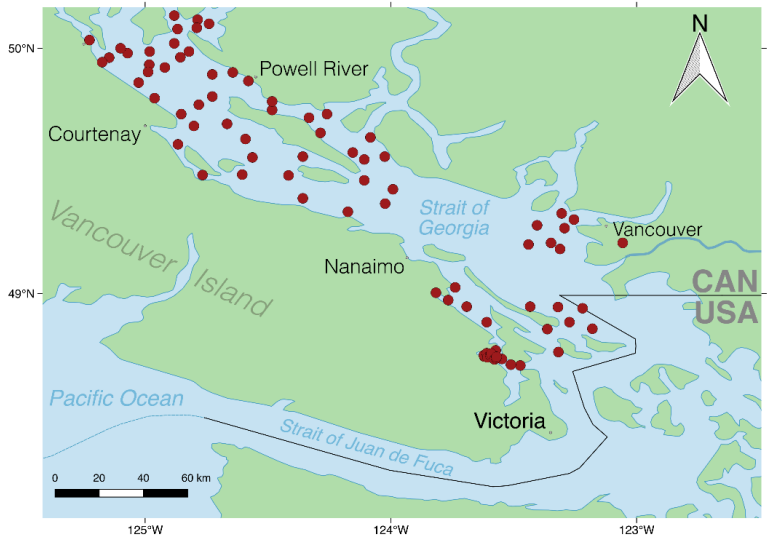 50°N
N
Powell River
Courtenay
Strait of
Georgia
Vancouver
Vancouver Island
Nanaimo
49°N
CAN
USA
Pacific Ocean
Victoria
Strait of Juan de Fuca
0 20 40 60 km
125°W 124°W 123°W